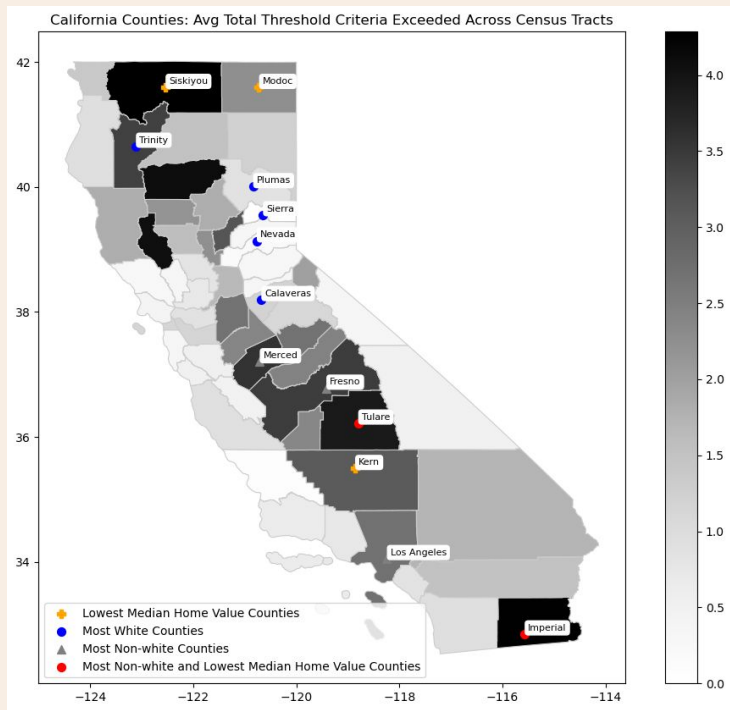 California Counties: Avg Total Threshold Criteria Exceeded Across Census Tracts
42
40
38
36
34
−124
−122
−120
−118
−116
−114
Siskiyou
Modoc
Trinity
Plumas
Sierra
Nevada
Calaveras
Merced
Fresno
Tulare
Kern
Los Angeles
Imperial
Lowest Median Home Value Counties
Most White Counties
Most Non-white Counties
Most Non-white and Lowest Median Home Value Counties
4.0
3.5
3.0
2.5
2.0
1.5
1.0
0.5
0.0